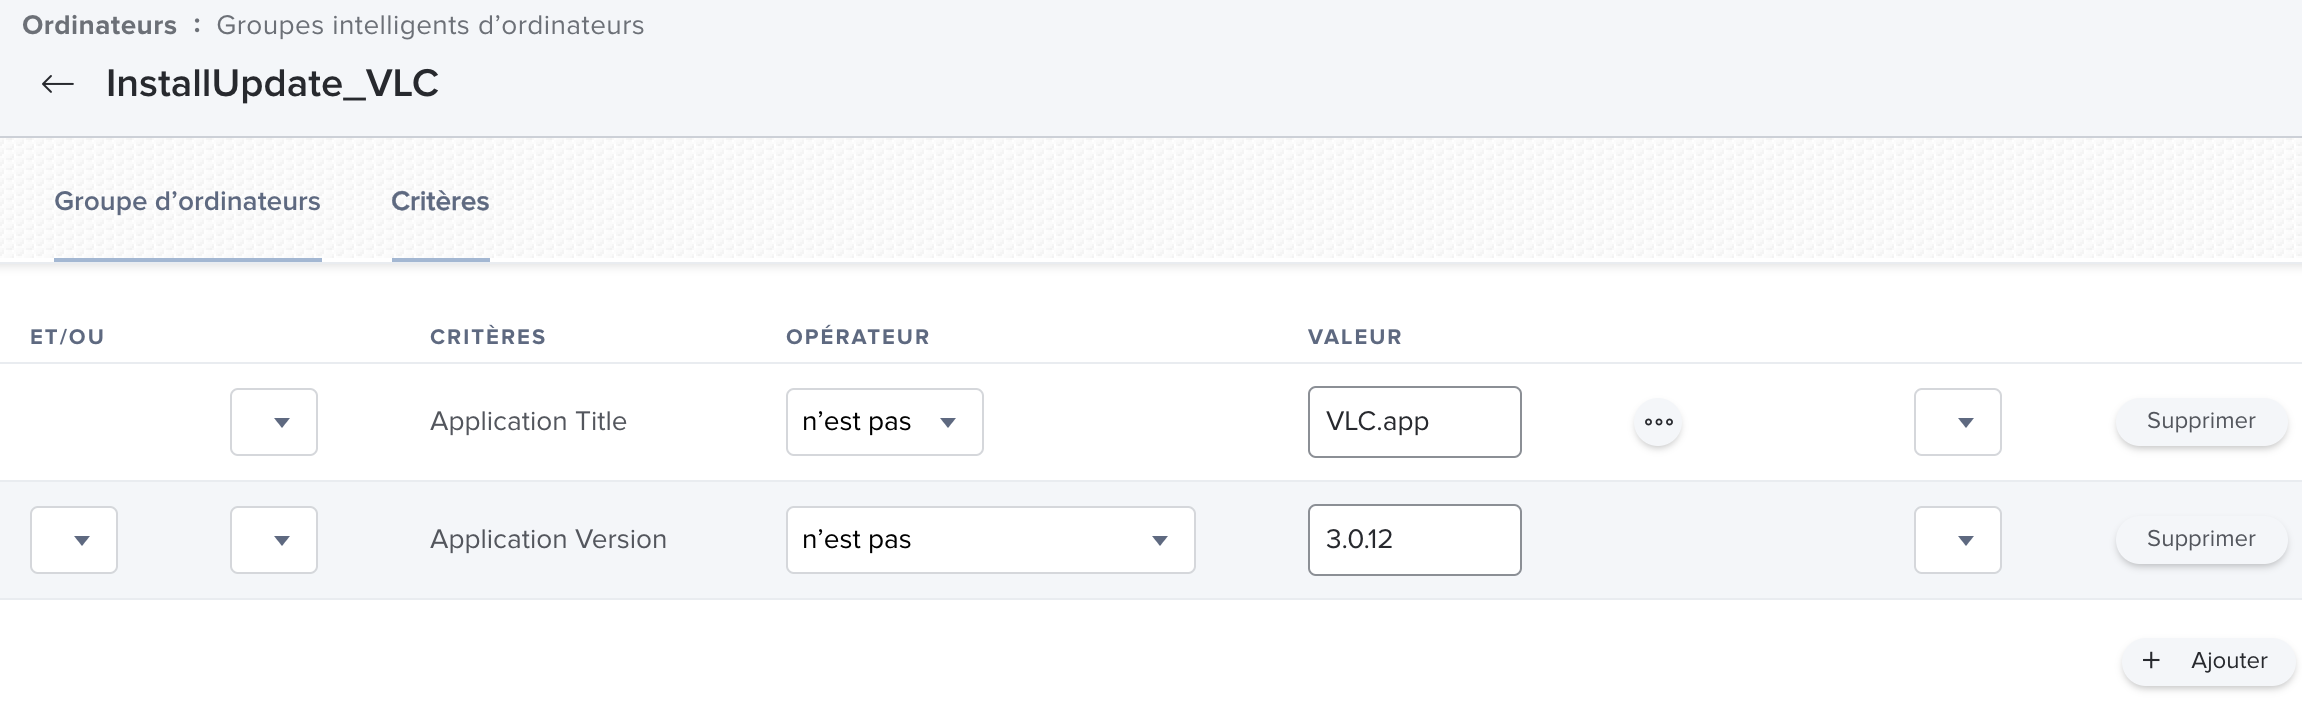 Ordinateurs : Groupes intelligents d’ordinateurs
← InstallUpdate_VLC
Groupe d’ordinateurs Critères
ET/OU CRITÈRES OPÉRATEUR VALEUR
Application Title n’est pas VLC.app Supprimer
Application Version n’est pas 3.0.12 Supprimer
+ Ajouter